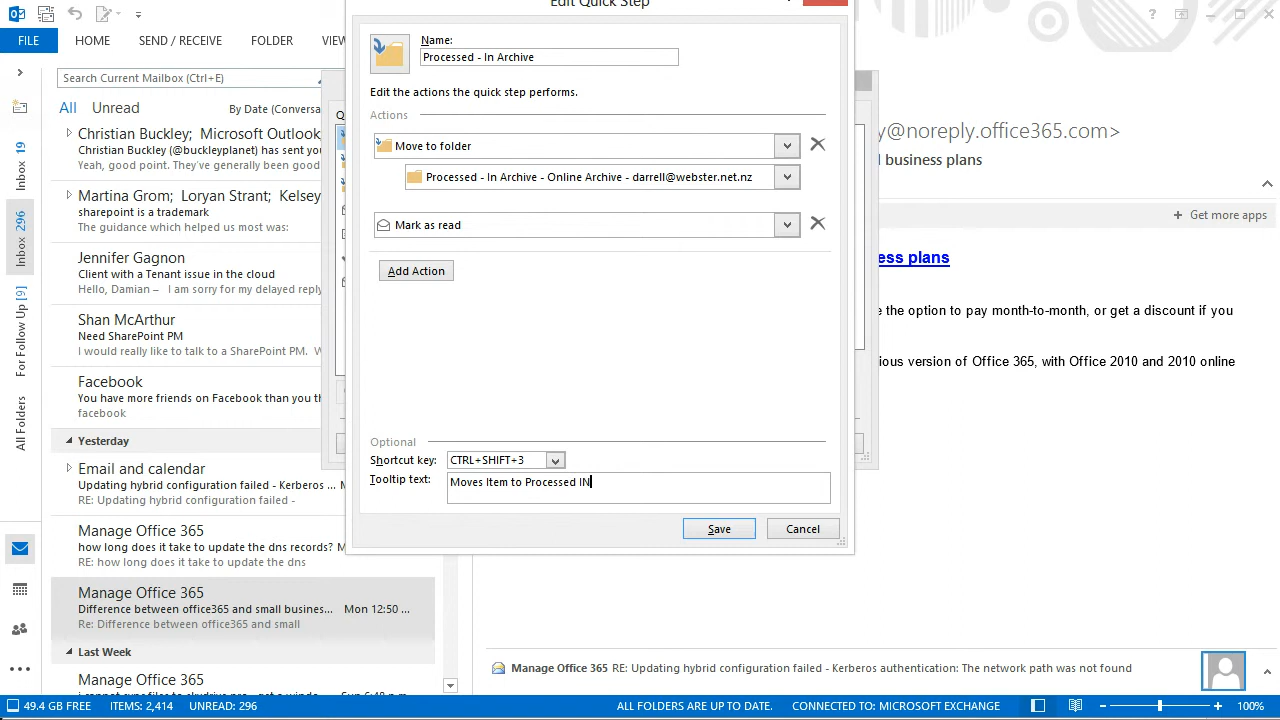 Edit Quick Step
FILE
HOME
SEND / RECEIVE
FOLDER
Name:
Processed - In Archive
Edit the actions the quick step performs.
Actions
Move to folder
Processed - In Archive - Online Archive - darrell@webster.net.nz
Mark as read
Add Action
Optional
Shortcut key:
CTRL+SHIFT+3
Tooltip text:
Moves Item to Processed IN
Save
Cancel
Search Current Mailbox (Ctrl+E)
All
Unread
By Date (Conversa
Christian Buckley; Microsoft Outlook
Christian Buckley (@buckleyplanet) has sent you
Yeah, good point. They've generally been good
Martina Grom; Loryan Strant; Kelsey
sharepoint is a trademark
The guidance which helped us most was:
Jennifer Gagnon
Client with a Tenant issue in the cloud
Hello, Damian – I am sorry for my delayed reply
Shan McArthur
Need SharePoint PM
I would really like to talk to a SharePoint PM.
Facebook
You have more friends on Facebook than you th
facebook
Yesterday
Email and calendar
Updating hybrid configuration failed - Kerberos ...
RE: Updating hybrid configuration failed -
Manage Office 365
how long does it take to update the dns records?
RE: how long does it take to update the dns
Manage Office 365
Difference between office365 and small busines...
Mon 12:50 ...
Re: Difference between office365 and small
Last Week
Manage Office 365
Inbox 19
Inbox 296
For Follow Up [9]
All Folders
y@noreply.office365.com>
business plans
Get more apps
ess plans
e the option to pay month-to-month, or get a discount if you
ious version of Office 365, with Office 2010 and 2010 online
Manage Office 365 RE: Updating hybrid configuration failed - Kerberos authentication: The network path was not found
49.4 GB FREE
ITEMS: 2,414
UNREAD: 296
ALL FOLDERS ARE UP TO DATE.
CONNECTED TO: MICROSOFT EXCHANGE
100%